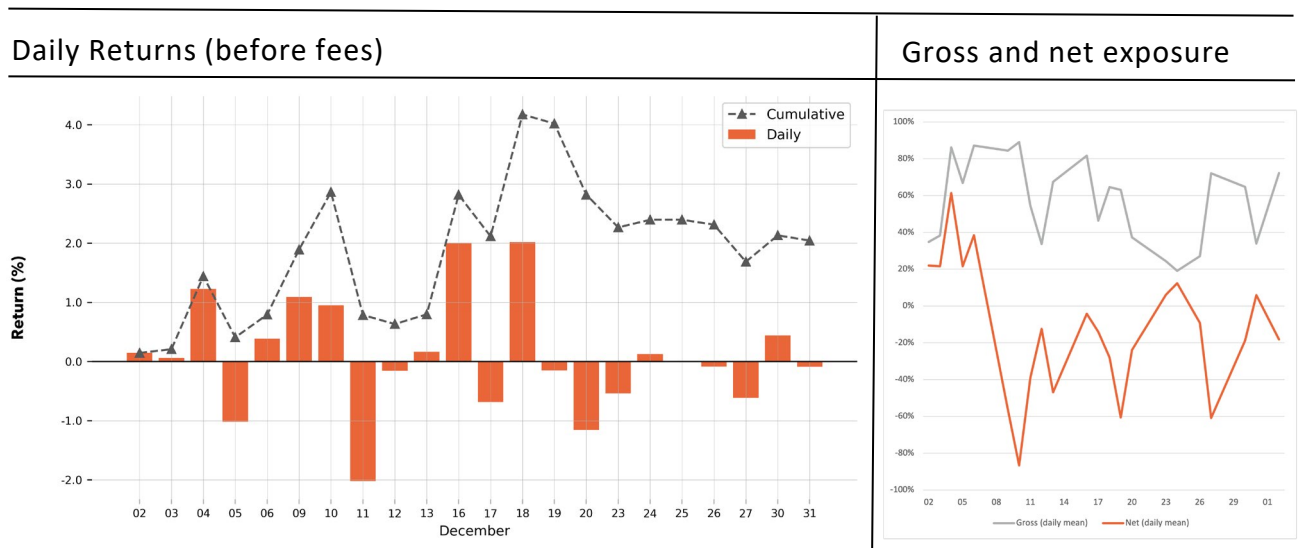 Daily Returns (before fees)
Gross and net exposure
Cumulative
Daily
Return (%)
4.0
3.0
2.0
1.0
0.0
-1.0
-2.0
02 03 04 05 06 09 10 11 12 13 16 17 18 19 20 23 24 25 26 27 30 31
December
100%
80%
60%
40%
20%
0%
-20%
-40%
-60%
-80%
-100%
02 05 08 11 14 17 20 23 26 29 01
Gross (daily mean) Net (daily mean)